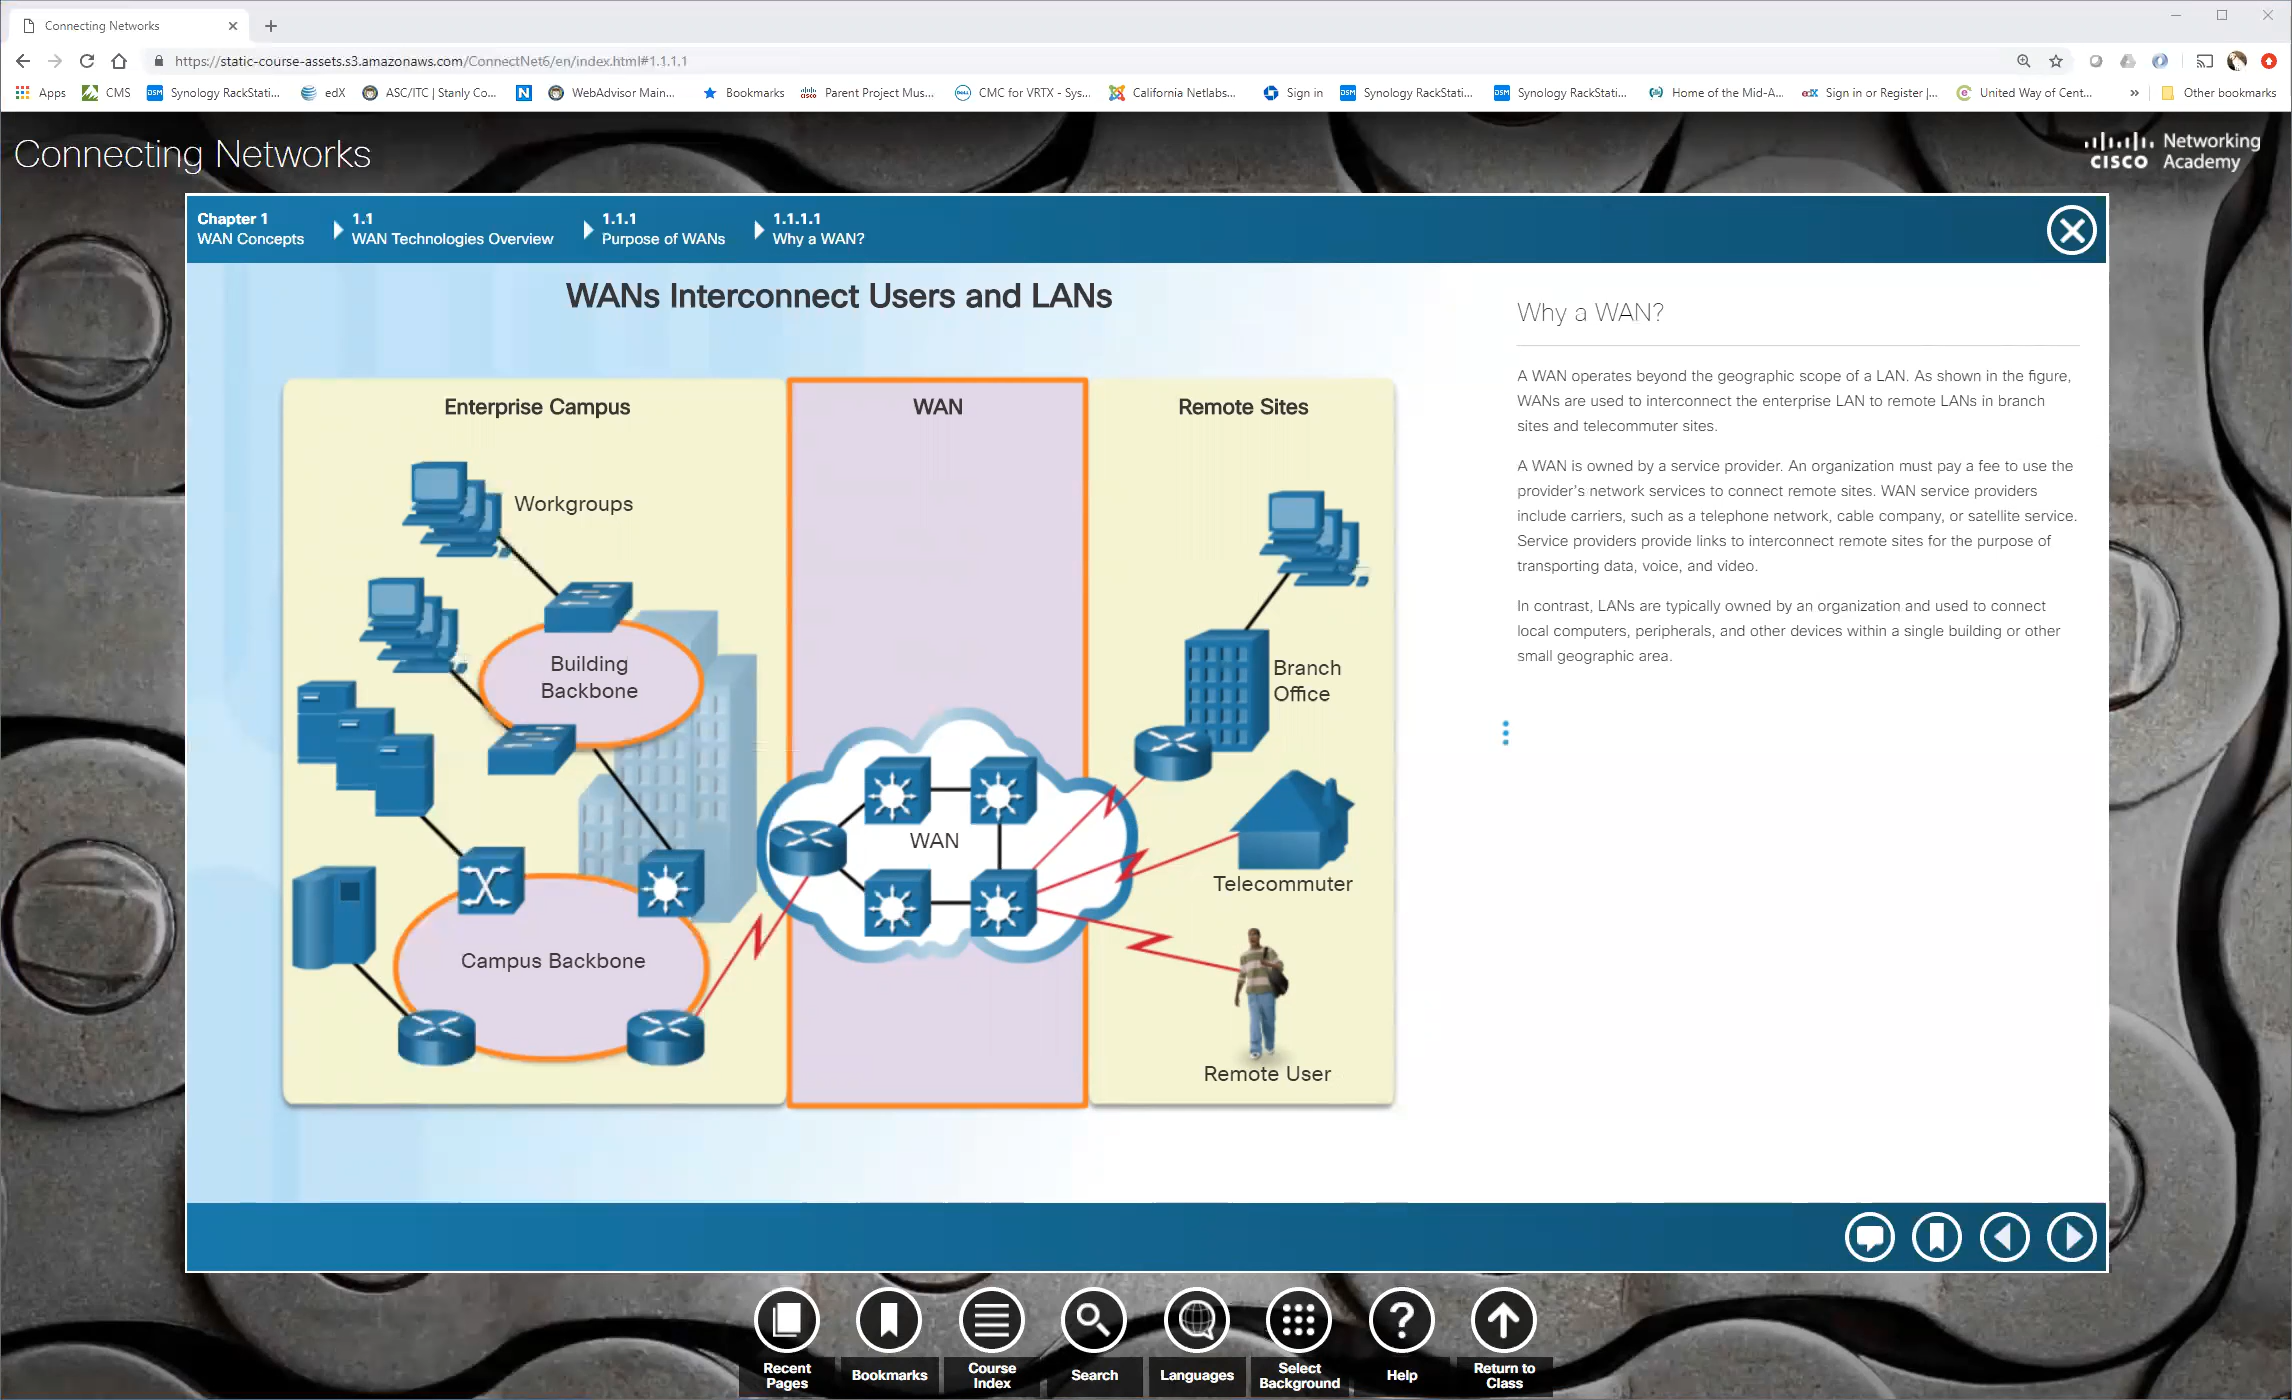 Connecting Networks
https://static-course-assets.s3.amazonaws.com/ConnectNet6/en/index.html#1.1.1.1
Apps
CMS
DSM
Synology RackStati...
edX
ASC/ITC | Stanly Co...
N
WebAdvisor Main...
Bookmarks
Parent Project Mus...
CMC for VRTX - Sys...
California Netlabs...
Sign in
DSM
Synology RackStati...
DSM
Synology RackStati...
Home of the Mid-A...
Sign in or Register |...
United Way of Cent...
»
Other bookmarks
Connecting Networks
CISCO
Networking
Academy
Chapter 1
WAN Concepts
1.1
WAN Technologies Overview
1.1.1
Purpose of WANs
1.1.1.1
Why a WAN?
WANs Interconnect Users and LANs
Enterprise Campus
WAN
Remote Sites
Workgroups
Building
Backbone
Branch
Office
WAN
Telecommuter
Campus Backbone
Remote User
Why a WAN?
A WAN operates beyond the geographic scope of a LAN. As shown in the figure,
WANs are used to interconnect the enterprise LAN to remote LANs in branch
sites and telecommuter sites.
A WAN is owned by a service provider. An organization must pay a fee to use the
provider's network services to connect remote sites. WAN service providers
include carriers, such as a telephone network, cable company, or satellite service.
Service providers provide links to interconnect remote sites for the purpose of
transporting data, voice, and video.
In contrast, LANs are typically owned by an organization and used to connect
local computers, peripherals, and other devices within a single building or other
small geographic area.
Recent
Pages
Bookmarks
Course
Index
Search
Languages
Select
Background
?
Help
Return to
Class